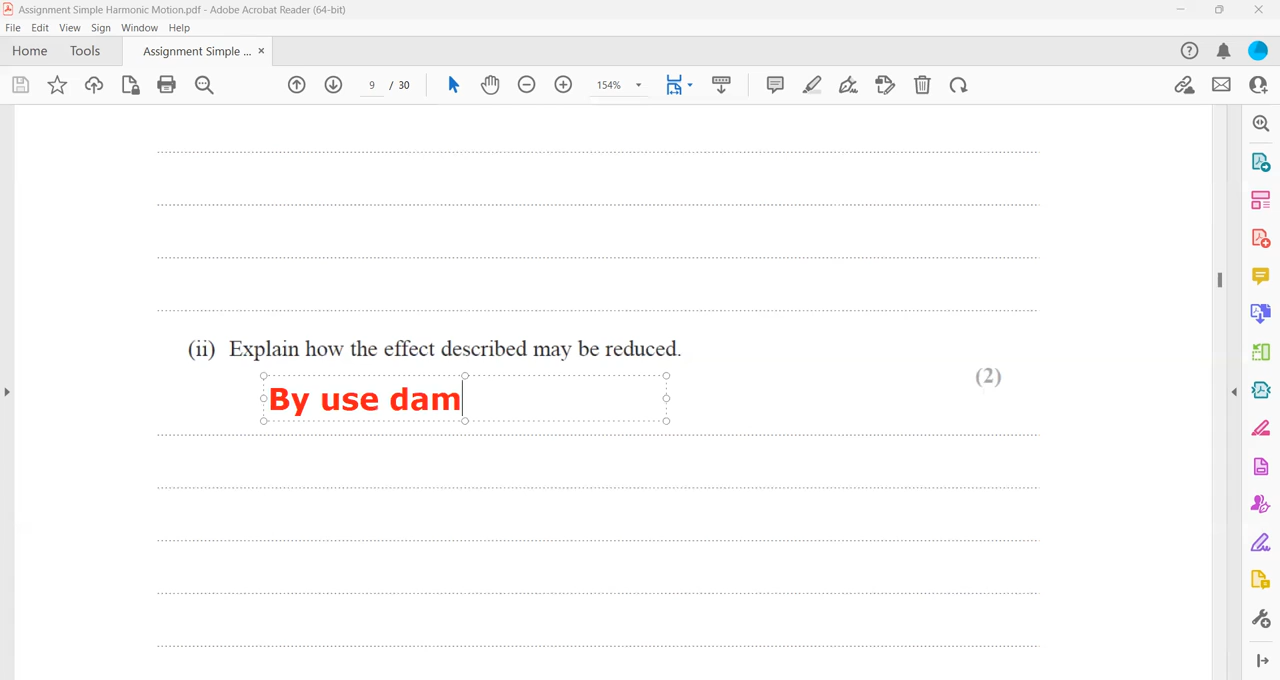 Assignment Simple Harmonic Motion.pdf - Adobe Acrobat Reader (64-bit)
File Edit View Sign Window Help
Home Tools Assignment Simple ... ×
9 / 30 154%
(ii) Explain how the effect described may be reduced.
(2)
By use dam